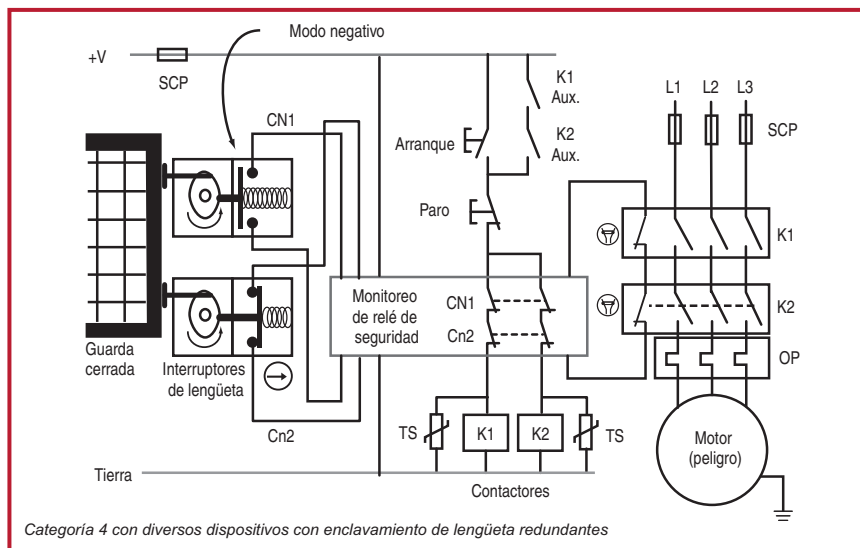 Modo negativo
+V
SCP
CN1
K1
Aux.
K2
Aux.
Arranque
Paro
L1 L2 L3
SCP
K1
K2
OP
Monitoreo
de relé de
seguridad
CN1
Cn2
Guarda
cerrada
Interruptores
de lengüeta
Cn2
TS
K1
K2
TS
Motor
(peligro)
Tierra
Contactores
Categoría 4 con diversos dispositivos con enclavamiento de lengüeta redundantes